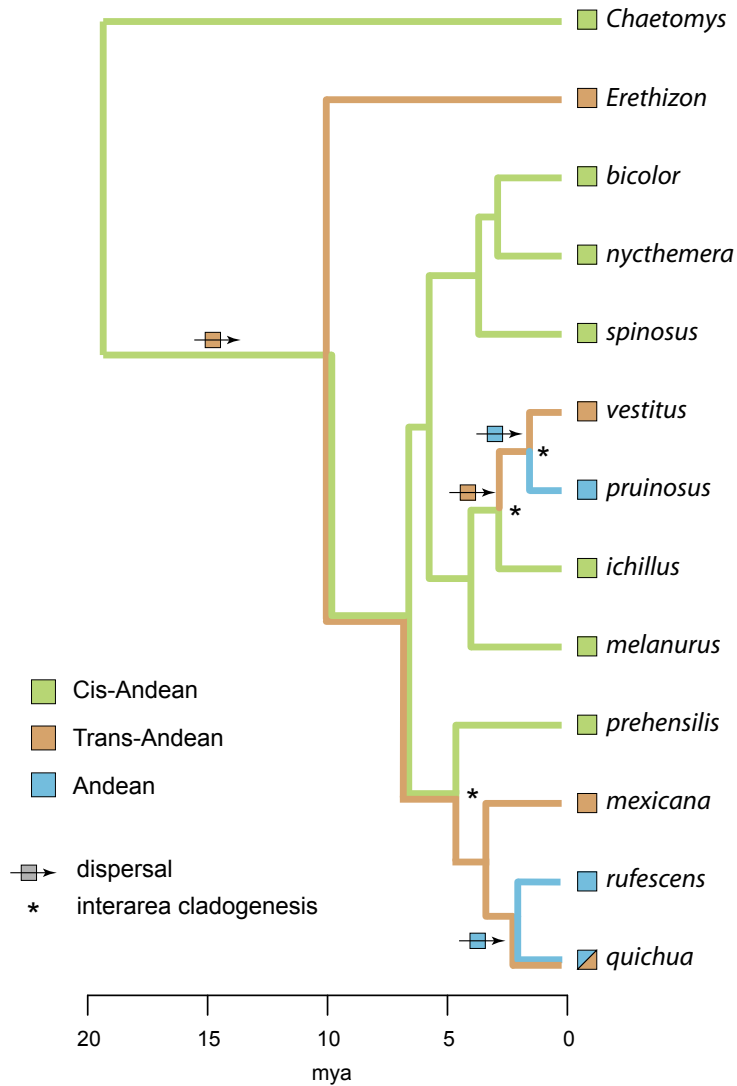 Chaetomys
Erethizon
bicolor
nycthemera
spinosus
vestitus
*
pruinosus
*
ichillus
melanurus
Cis-Andean
Trans-Andean
Andean
prehensilis
*
mexicana
dispersal
rufescens
* interarea cladogenesis
quichua
20 15 10 5 0
mya